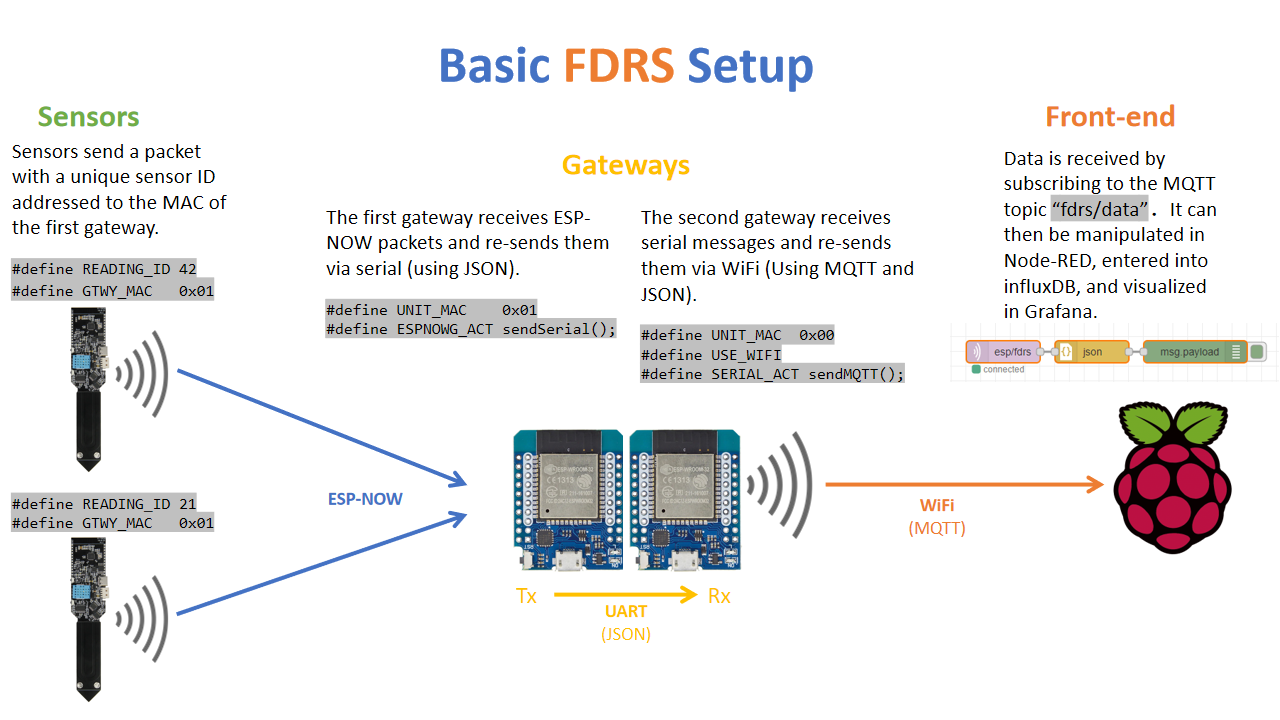 Basic FDRS Setup
Sensors
Sensors send a packet
with a unique sensor ID
addressed to the MAC of
the first gateway.
#define READING_ID 42
#define GTWY_MAC 0x01
#define READING_ID 21
#define GTWY_MAC 0x01
ESP-NOW
Gateways
The first gateway receives ESP-
NOW packets and re-sends them
via serial (using JSON).
#define UNIT_MAC 0x01
#define ESPNOWG_ACT sendSerial();
The second gateway receives
serial messages and re-sends
them via WiFi (Using MQTT and
JSON).
#define UNIT_MAC 0x00
#define USE_WIFI
#define SERIAL_ACT sendMQTT();
ESP-WROOM-32
ESP-WROOM-32
Tx
Rx
UART
(JSON)
WiFi
(MQTT)
Front-end
Data is received by
subscribing to the MQTT
topic “fdrs/data”. It can
then be manipulated in
Node-RED, entered into
influxDB, and visualized
in Grafana.
esp/fdrs
json
msg.payload
connected